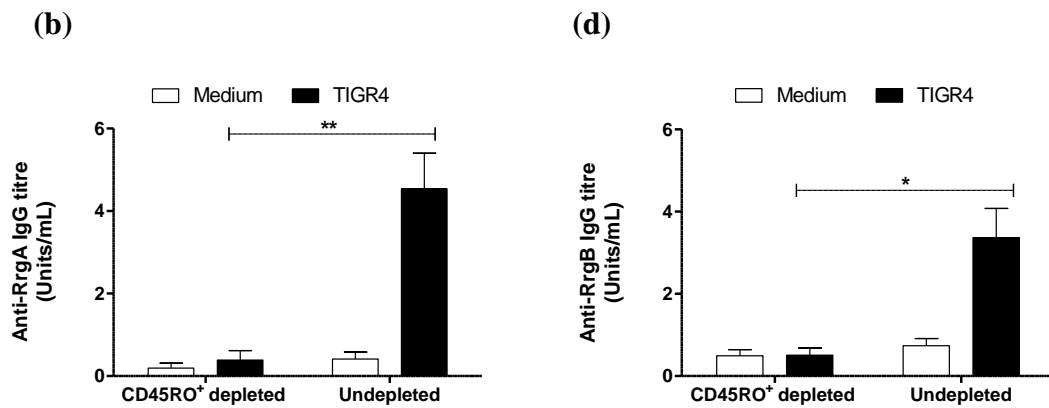 (b)
Medium TIGR4
**
6
4
2
0
Anti-RrgA IgG titre
(Units/mL)
CD45RO⁺ depleted Undepleted
(d)
Medium TIGR4
*
6
4
2
0
Anti-RrgB IgG titre
(Units/mL)
CD45RO⁺ depleted Undepleted